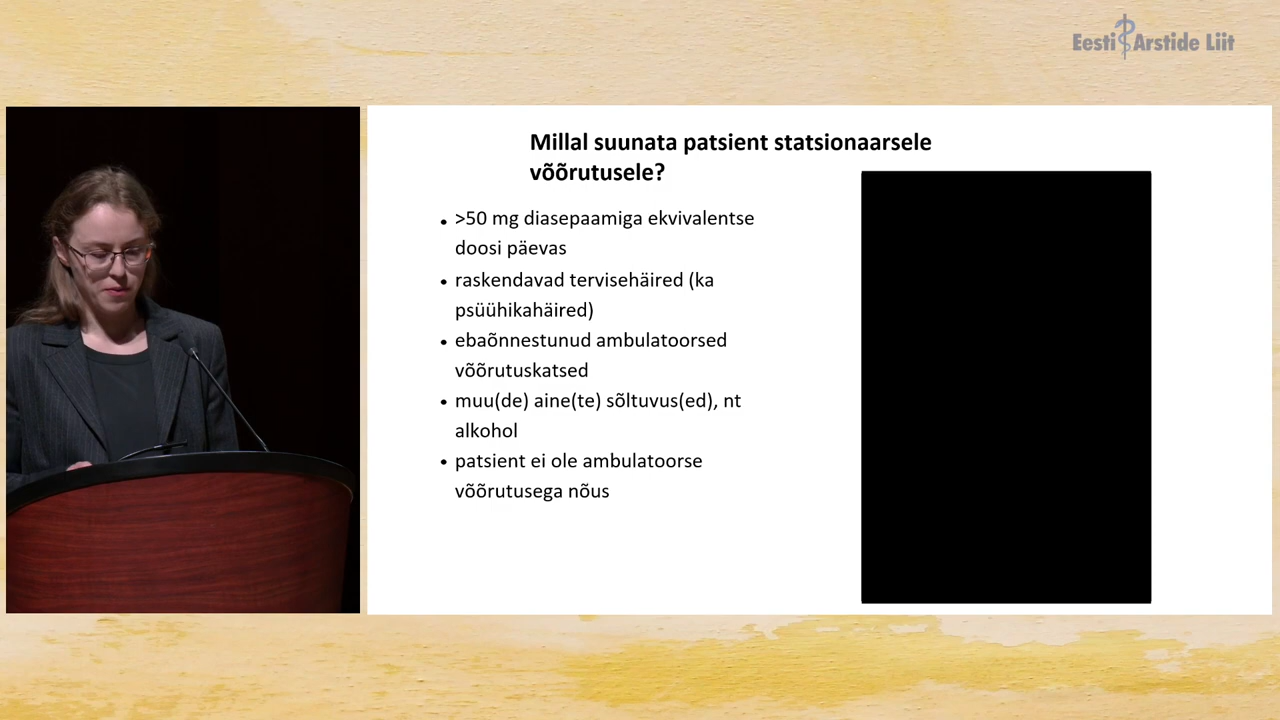 Eesti Arstide Liit
Millal suunata patsient statsionaarsele
võõrutusele?
• >50 mg diasepaamiga ekvivalentse
doosi päevas
• raskendavad tervisehäired (ka
psüühikahäired)
• ebaõnnestunud ambulatoorsed
võõrutuskatsed
• muu(de) aine(te) sõltuvus(ed), nt
alkohol
• patsient ei ole ambulatoorse
võõrutusega nõus